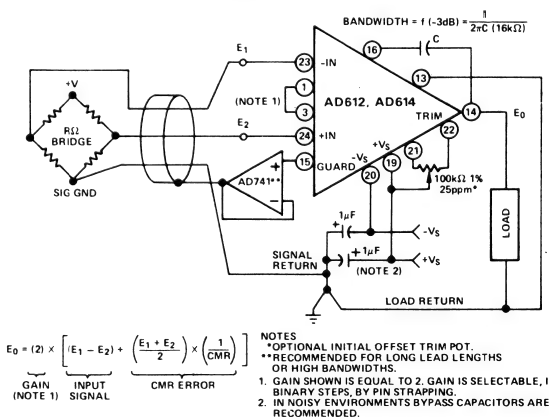 BANDWIDTH = f (-3dB) = 1
2πC (16kΩ)
C
16
E1
23
-IN
13
+V
1
(NOTE 1)
3
AD612, AD614
14
E0
RΩ
BRIDGE
E2
24
+IN
TRIM
22
SIG GND
15
GUARD
-VS
+VS
21
AD741**
+
-
20
19
100kΩ 1%
25ppm*
LOAD
+ 1μF
-VS
SIGNAL
RETURN
+ 1μF
(NOTE 2)
+VS
LOAD RETURN
E0 = (2) × [(E1 - E2) + (E1 + E2 / 2) × (1 / CMR)]
GAIN
(NOTE 1)
INPUT
SIGNAL
CMR ERROR
NOTES
*OPTIONAL INITIAL OFFSET TRIM POT.
**RECOMMENDED FOR LONG LEAD LENGTHS
OR HIGH BANDWIDTHS.
1. GAIN SHOWN IS EQUAL TO 2. GAIN IS SELECTABLE,
BINARY STEPS, BY PIN STRAPPING.
2. IN NOISY ENVIRONMENTS BYPASS CAPACITORS ARE
RECOMMENDED.